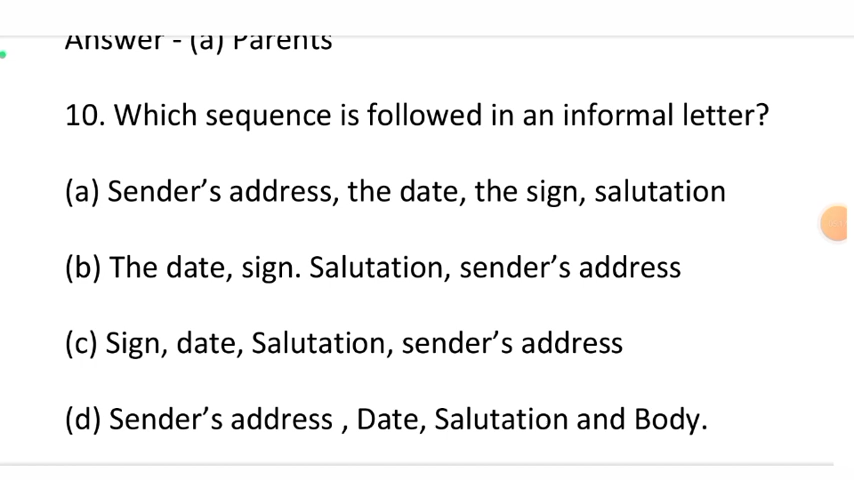 Answer - (a) Parents
10. Which sequence is followed in an informal letter?
(a) Sender’s address, the date, the sign, salutation
(b) The date, sign. Salutation, sender’s address
(c) Sign, date, Salutation, sender’s address
(d) Sender’s address , Date, Salutation and Body.